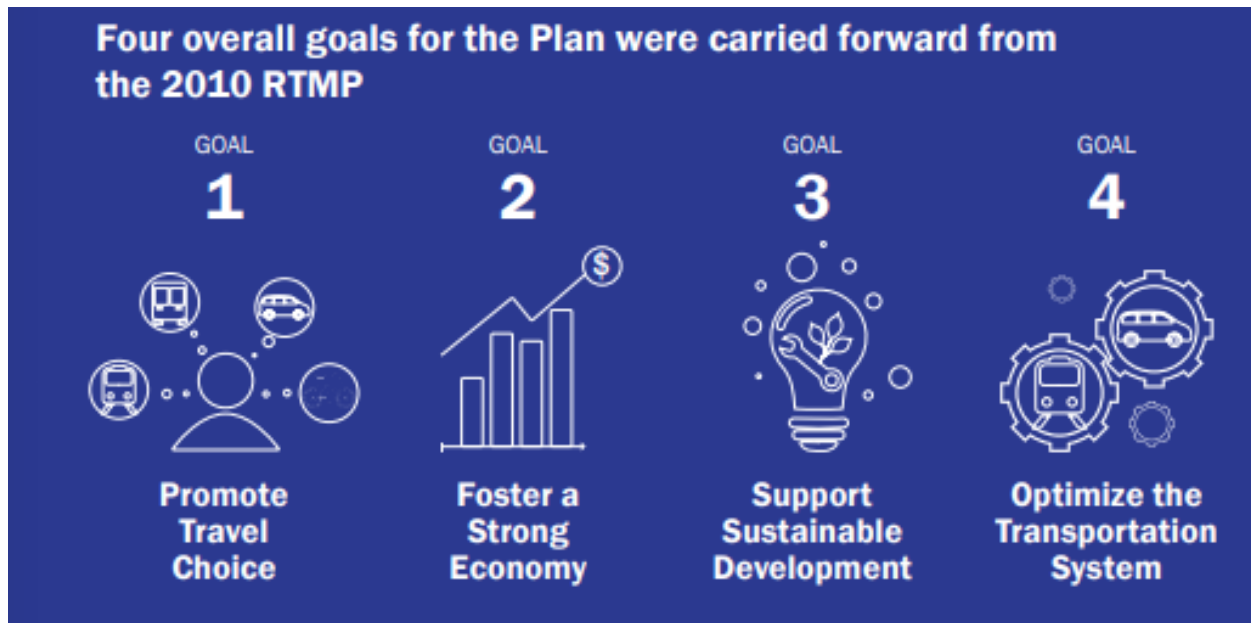 Four overall goals for the Plan were carried forward from
the 2010 RTMP
GOAL
1
GOAL
2
GOAL
3
GOAL
4
$
Promote
Travel
Choice
Foster a
Strong
Economy
Support
Sustainable
Development
Optimize the
Transportation
System